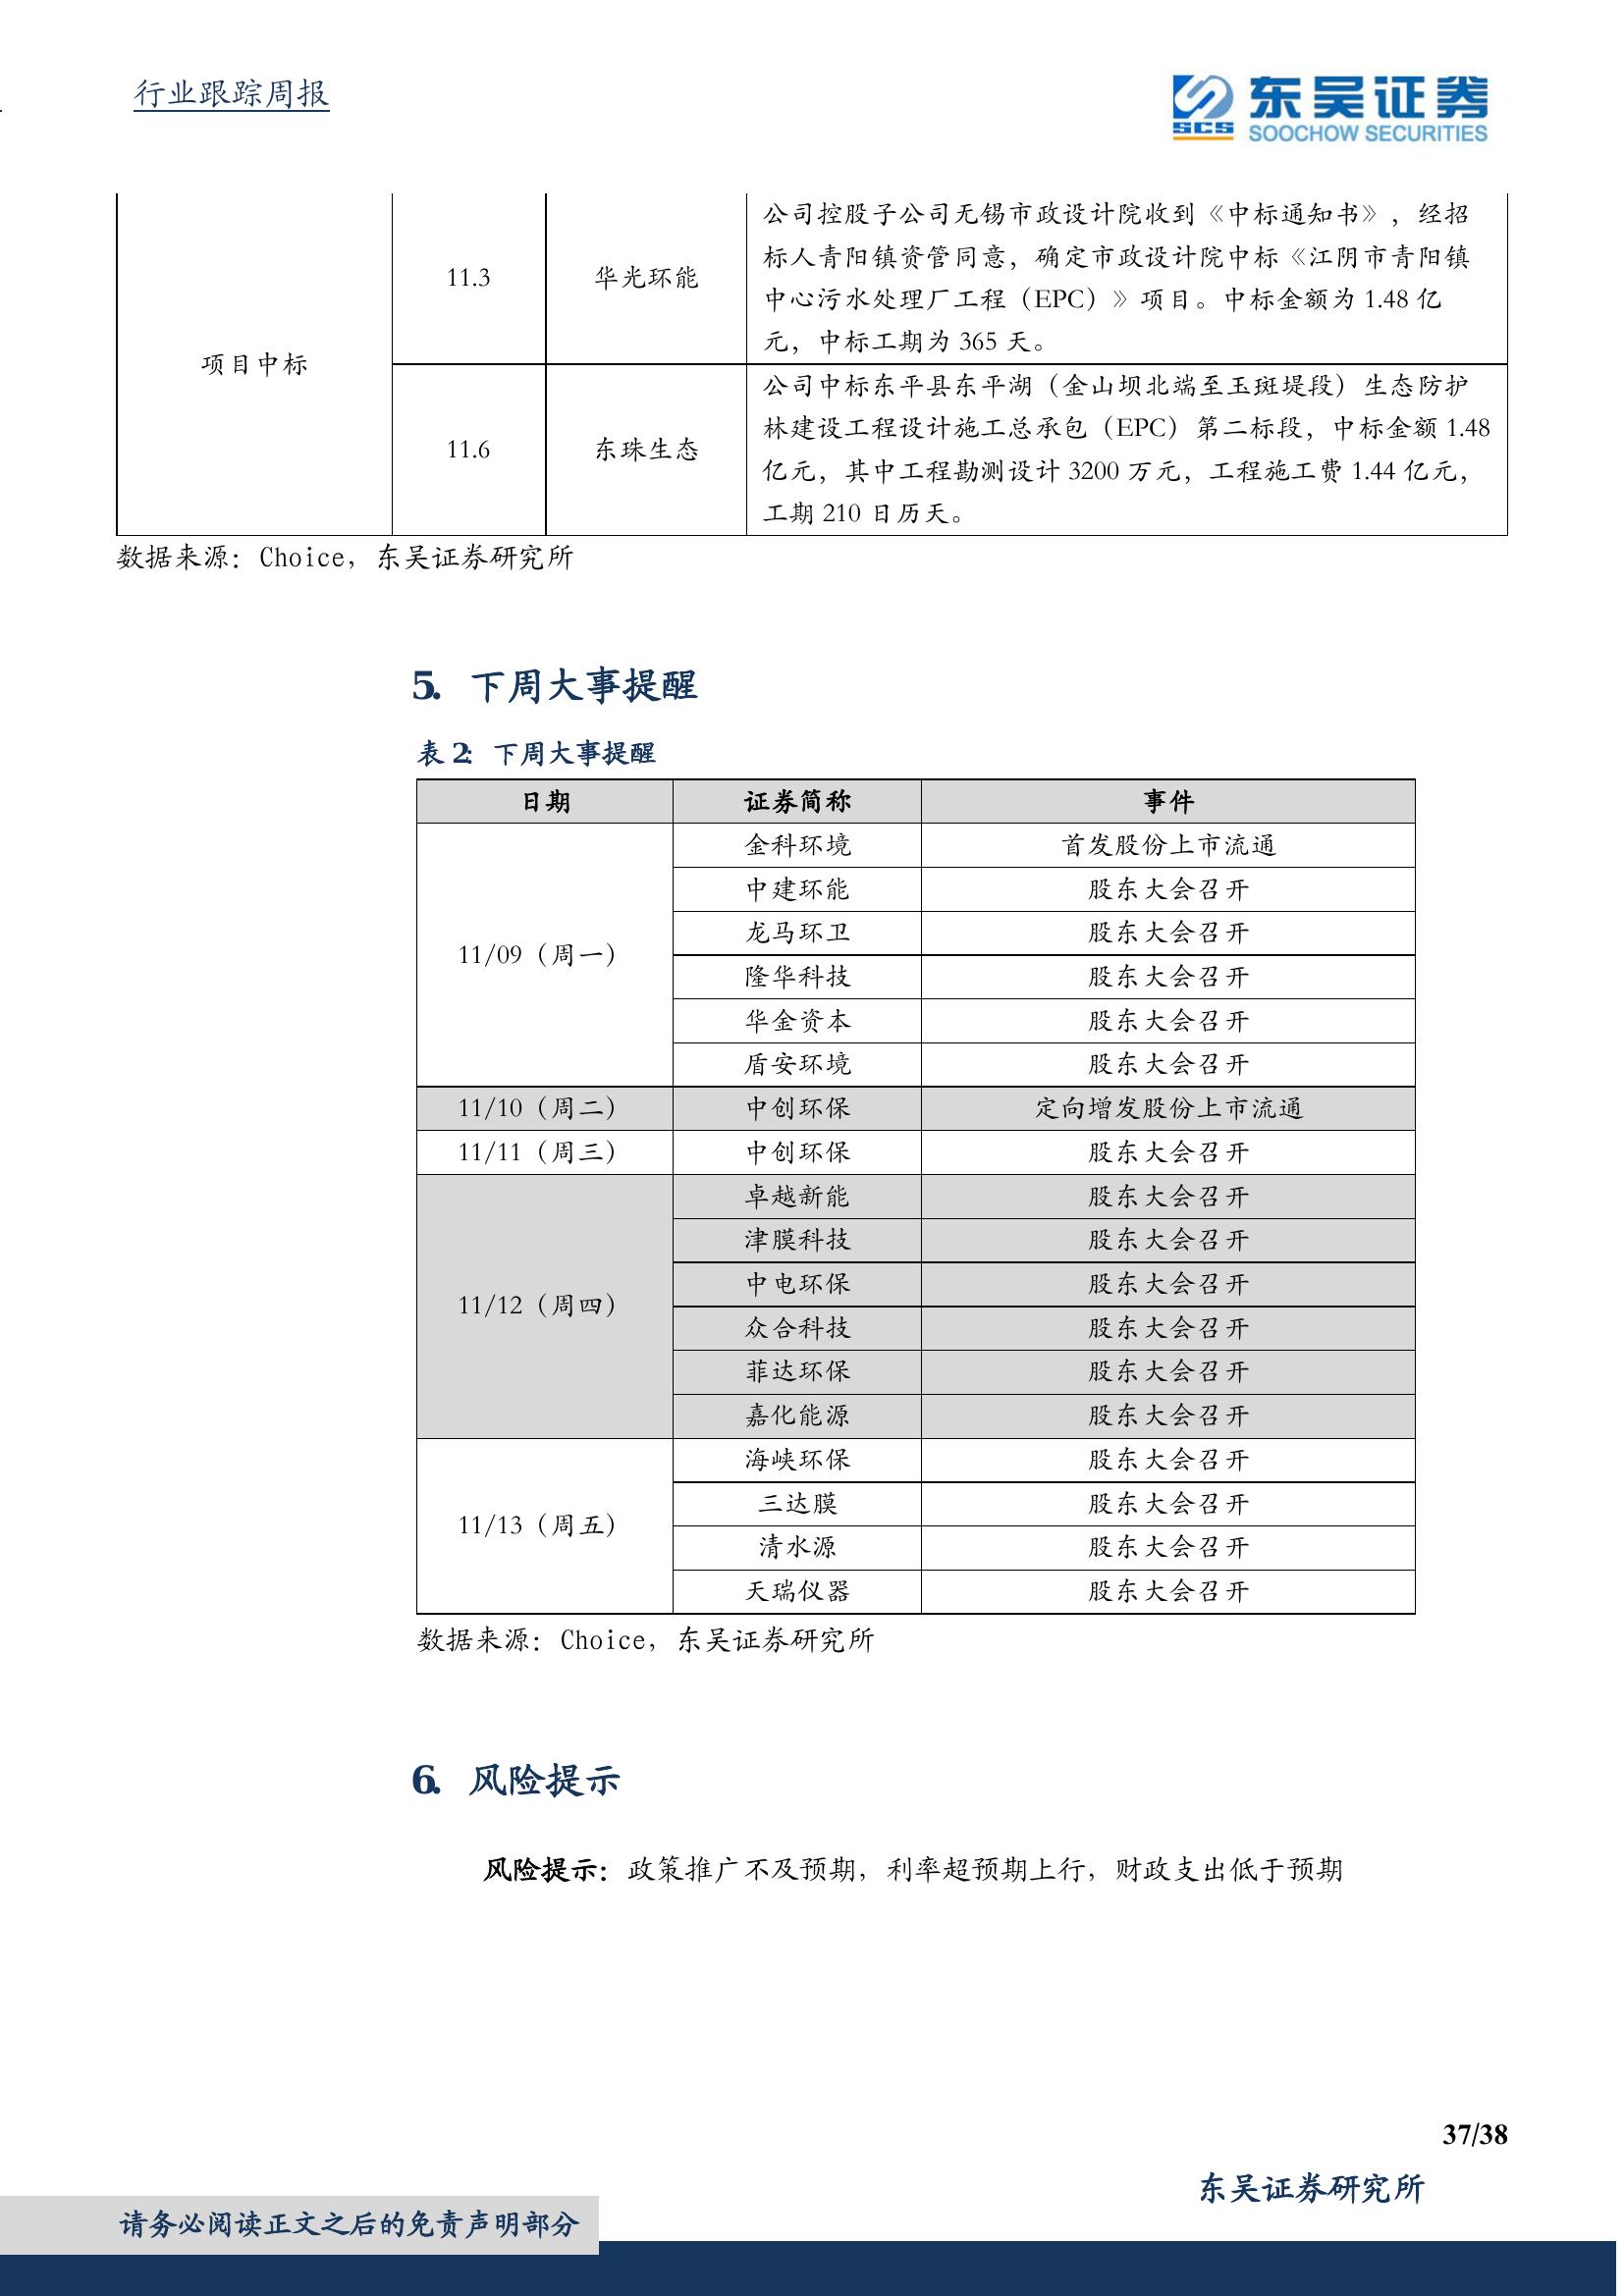 行业跟踪周报
SCS
东吴证券
SOOCHOW SECURITIES
项目中标
11.3
华光环能
公司控股子公司无锡市政设计院收到《中标通知书》，经招
标人青阳镇资管同意，确定市政设计院中标《江阴市青阳镇
中心污水处理厂工程（EPC）》项目。中标金额为 1.48 亿
元，中标工期为 365 天。
11.6
东珠生态
公司中标东平县东平湖（金山坝北端至玉斑堤段）生态防护
林建设工程设计施工总承包（EPC）第二标段，中标金额 1.48
亿元，其中工程勘测设计 3200 万元，工程施工费 1.44 亿元，
工期 210 日历天。
数据来源：Choice，东吴证券研究所
5. 下周大事提醒
表 2: 下周大事提醒
日期 证券简称 事件
11/09（周一）
金科环境 首发股份上市流通
中建环能 股东大会召开
龙马环卫 股东大会召开
隆华科技 股东大会召开
华金资本 股东大会召开
盾安环境 股东大会召开
11/10（周二） 中创环保 定向增发股份上市流通
11/11（周三） 中创环保 股东大会召开
11/12（周四）
卓越新能 股东大会召开
津膜科技 股东大会召开
中电环保 股东大会召开
众合科技 股东大会召开
菲达环保 股东大会召开
嘉化能源 股东大会召开
11/13（周五）
海峡环保 股东大会召开
三达膜 股东大会召开
清水源 股东大会召开
天瑞仪器 股东大会召开
数据来源：Choice，东吴证券研究所
6. 风险提示
风险提示：政策推广不及预期，利率超预期上行，财政支出低于预期
37/38
东吴证券研究所
请务必阅读正文之后的免责声明部分